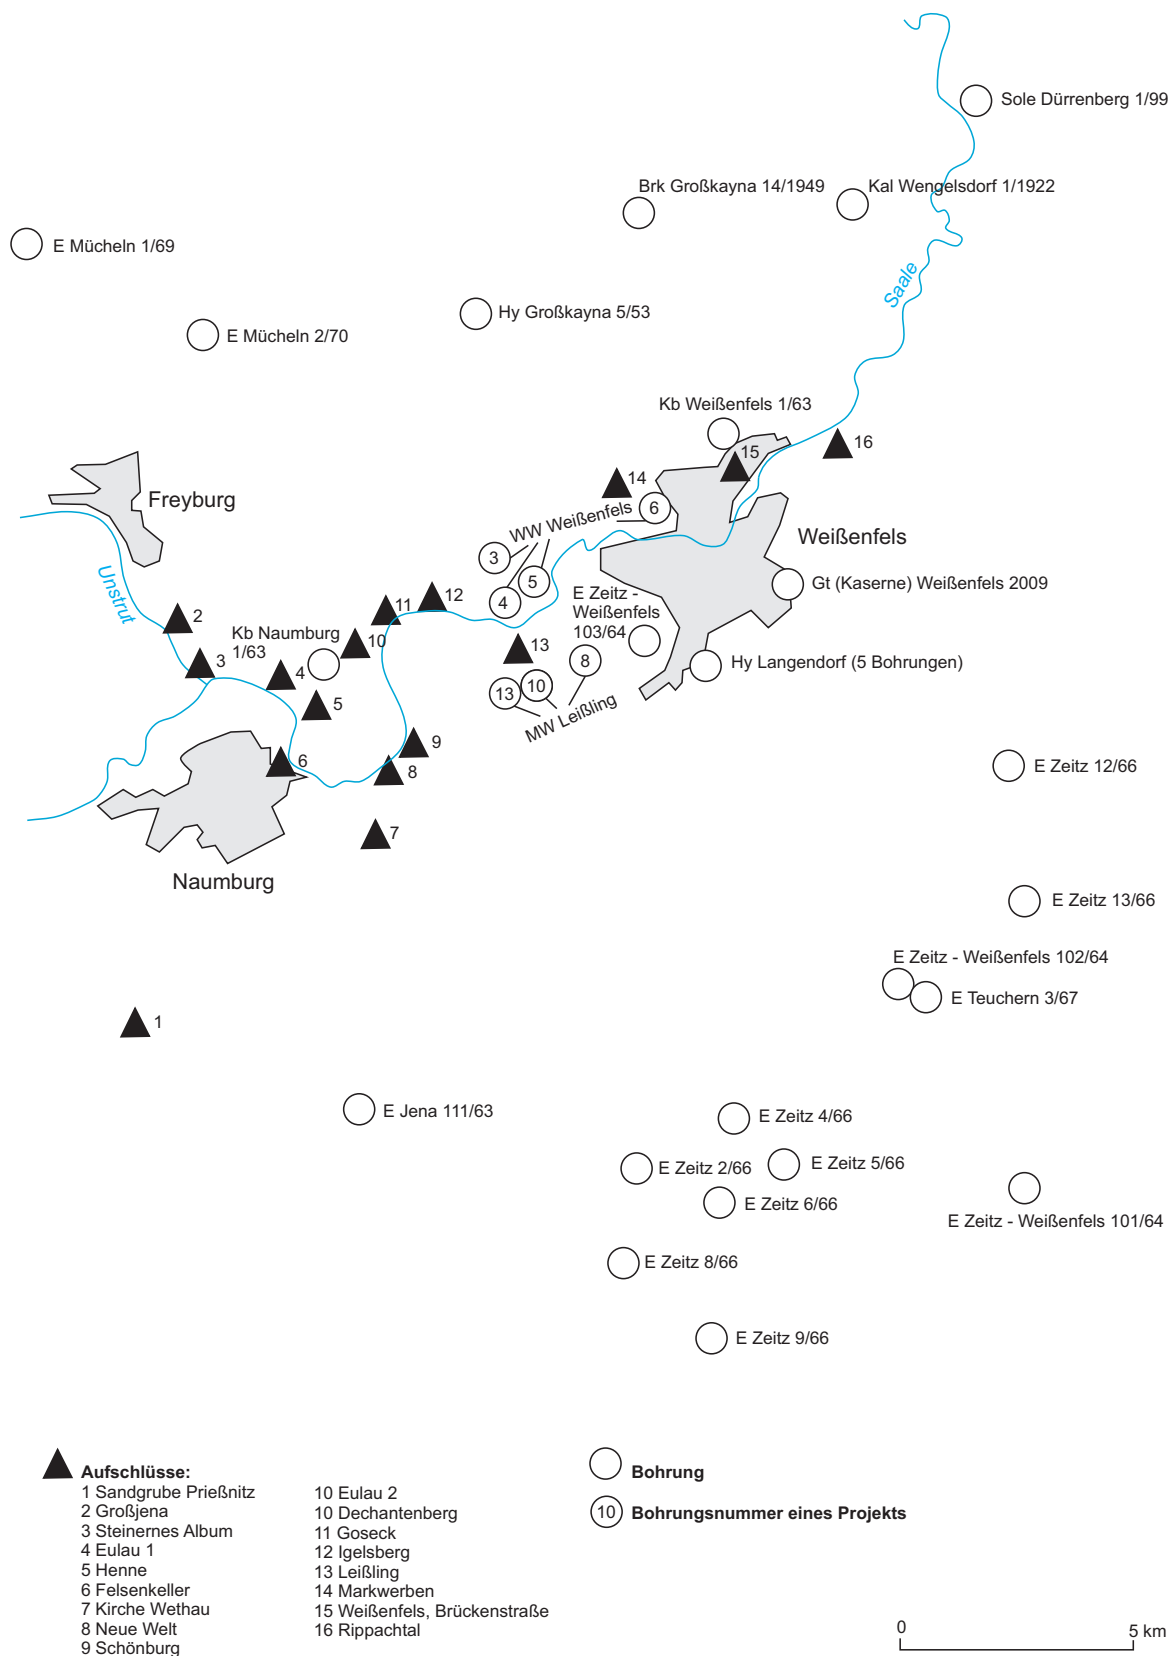 Sole Dürrenberg 1/99
Brk Großkayna 14/1949
Kal Wengelsdorf 1/1922
E Mücheln 1/69
Saale
Hy Großkayna 5/53
E Mücheln 2/70
Kb Weißenfels 1/63
16
15
14
Freyburg
6
WW Weißenfels
Weißenfels
3
5
4
Gt (Kaserne) Weißenfels 2009
Unstrut
12
11
2
E Zeitz -
Weißenfels
103/64
Kb Naumburg
1/63
10
13
3
4
8
Hy Langendorf (5 Bohrungen)
13
10
5
MW Leißling
9
6
8
E Zeitz 12/66
7
Naumburg
E Zeitz 13/66
E Zeitz - Weißenfels 102/64
E Teuchern 3/67
1
E Jena 111/63
E Zeitz 4/66
E Zeitz 2/66
E Zeitz 5/66
E Zeitz 6/66
E Zeitz - Weißenfels 101/64
E Zeitz 8/66
E Zeitz 9/66
Aufschlüsse:
1 Sandgrube Prießnitz
2 Großjena
3 Steinernes Album
4 Eulau 1
5 Henne
6 Felsenkeller
7 Kirche Wethau
8 Neue Welt
9 Schönburg
10 Eulau 2
10 Dechantenberg
11 Goseck
12 Igelsberg
13 Leißling
14 Markwerben
15 Weißenfels, Brückenstraße
16 Rippachtal
Bohrung
10 Bohrungsnummer eines Projekts
0
5 km